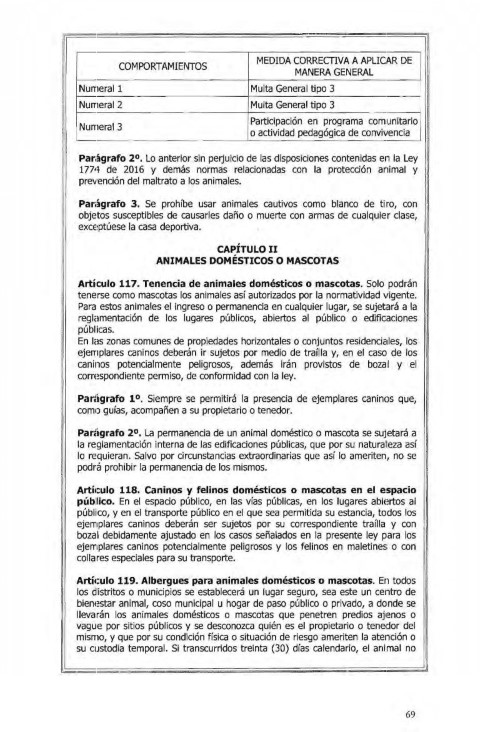 COMPORTAMIENTOS
MEDIDA CORRECTIVA A APLICAR DE
MANERA GENERAL
Numeral 1
Multa General tipo 3
Numeral 2
Multa General tipo 3
Numeral 3
Participación en programa comunitario
o actividad pedagógica de convivencia
Parágrafo 2º. Lo anterior sin perjuicio de las disposiciones contenidas en la Ley
1774 de 2016 y demás normas relacionadas con la protección animal y
prevención del maltrato a los animales.
Parágrafo 3. Se prohíbe usar animales cautivos como blanco de tiro, con
objetos susceptibles de causarles daño o muerte con armas de cualquier clase,
exceptúese la casa deportiva.
CAPÍTULO II
ANIMALES DOMÉSTICOS O MASCOTAS
Artículo 117. Tenencia de animales domésticos o mascotas. Solo podrán
tenerse como mascotas los animales así autorizados por la normatividad vigente.
Para estos animales el ingreso o permanencia en cualquier lugar, se sujetará a la
reglamentación de los lugares públicos, abiertos al público o edificaciones
públicas.
En las zonas comunes de propiedades horizontales o conjuntos residenciales, los
ejemplares caninos deberán ir sujetos por medio de traílla y, en el caso de los
caninos potencialmente peligrosos, además irán provistos de bozal y el
correspondiente permiso, de conformidad con la ley.
Parágrafo 1º. Siempre se permitirá la presencia de ejemplares caninos que,
como guías, acompañen a su propietario o tenedor.
Parágrafo 2º. La permanencia de un animal doméstico o mascota se sujetará a
la reglamentación interna de las edificaciones públicas, que por su naturaleza así
lo requieran. Salvo por circunstancias extraordinarias que así lo ameriten, no se
podrá prohibir la permanencia de los mismos.
Artículo 118. Caninos y felinos domésticos o mascotas en el espacio
público. En el espacio público, en las vías públicas, en los lugares abiertos al
público, y en el transporte público en el que sea permitida su estancia, todos los
ejemplares caninos deberán ser sujetos por su correspondiente traílla y con
bozal debidamente ajustado en los casos señalados en la presente ley para los
ejemplares caninos potencialmente peligrosos y los felinos en maletines o con
collares especiales para su transporte.
Artículo 119. Albergues para animales domésticos o mascotas. En todos
los distritos o municipios se establecerá un lugar seguro, sea este un centro de
bienestar animal, coso municipal u hogar de paso público o privado, a donde se
llevarán los animales domésticos o mascotas que penetren predios ajenos o
vague por sitios públicos y se desconozca quién es el propietario o tenedor del
mismo, y que por su condición física o situación de riesgo ameriten la atención o
su custodia temporal. Si transcurridos treinta (30) días calendario, el animal no
69